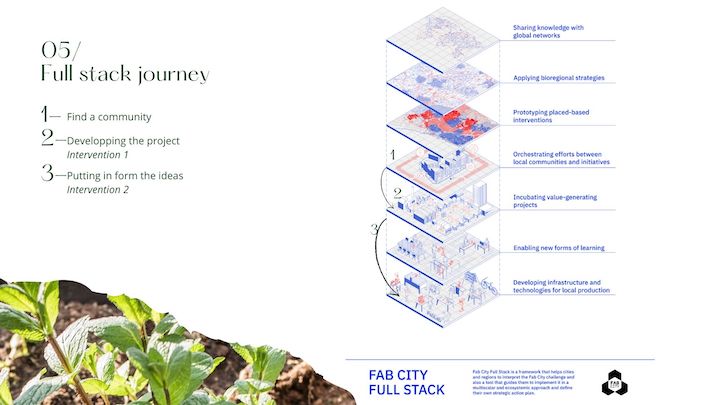 05/
Full stack journey
1— Find a community
2—Developping the project
Intervention 1
3—Putting in form the ideas
Intervention 2
Sharing knowledge with
global networks
Applying bioregional strategies
Prototyping placed-based
interventions
1
Orchestrating efforts between
local communities and initiatives
2
Incubating value-generating
projects
3
Enabling new forms of learning
Developing infrastructure and
technologies for local production
FAB CITY
FULL STACK
Fab City Full Stack is a framework that helps cities
and regions to interpret the Fab City challenge and
also a tool that guides them to implement it in a
multiscalar and ecosystem approach and define
their own strategic action plan.
FAB